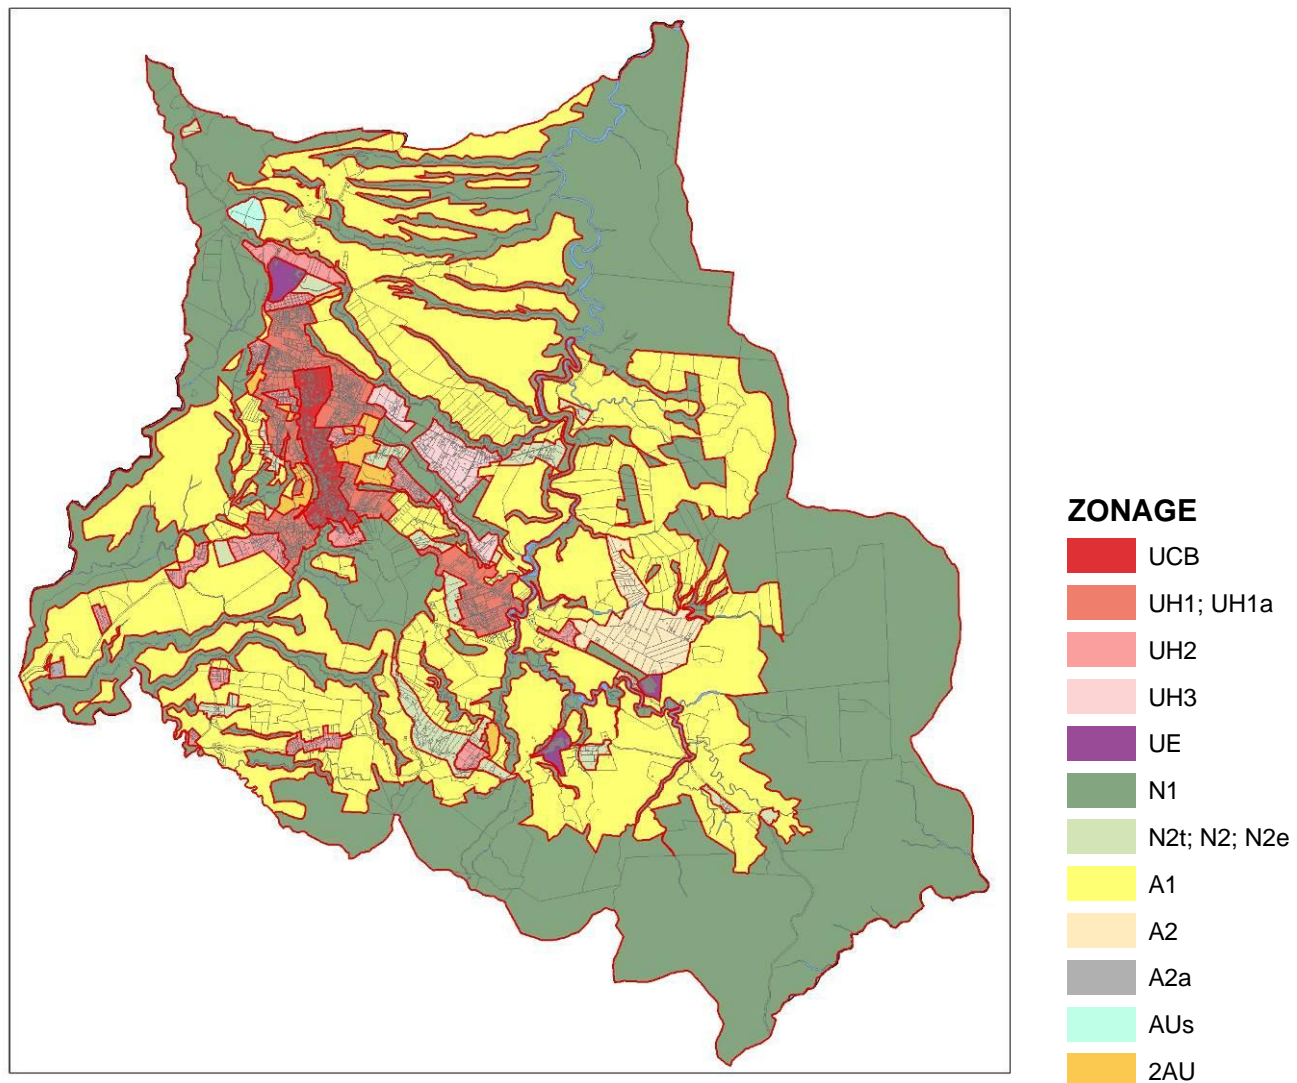 ZONAGE
UCB
UH1; UH1a
UH2
UH3
UE
N1
N2t; N2; N2e
A1
A2
A2a
AUs
2AU